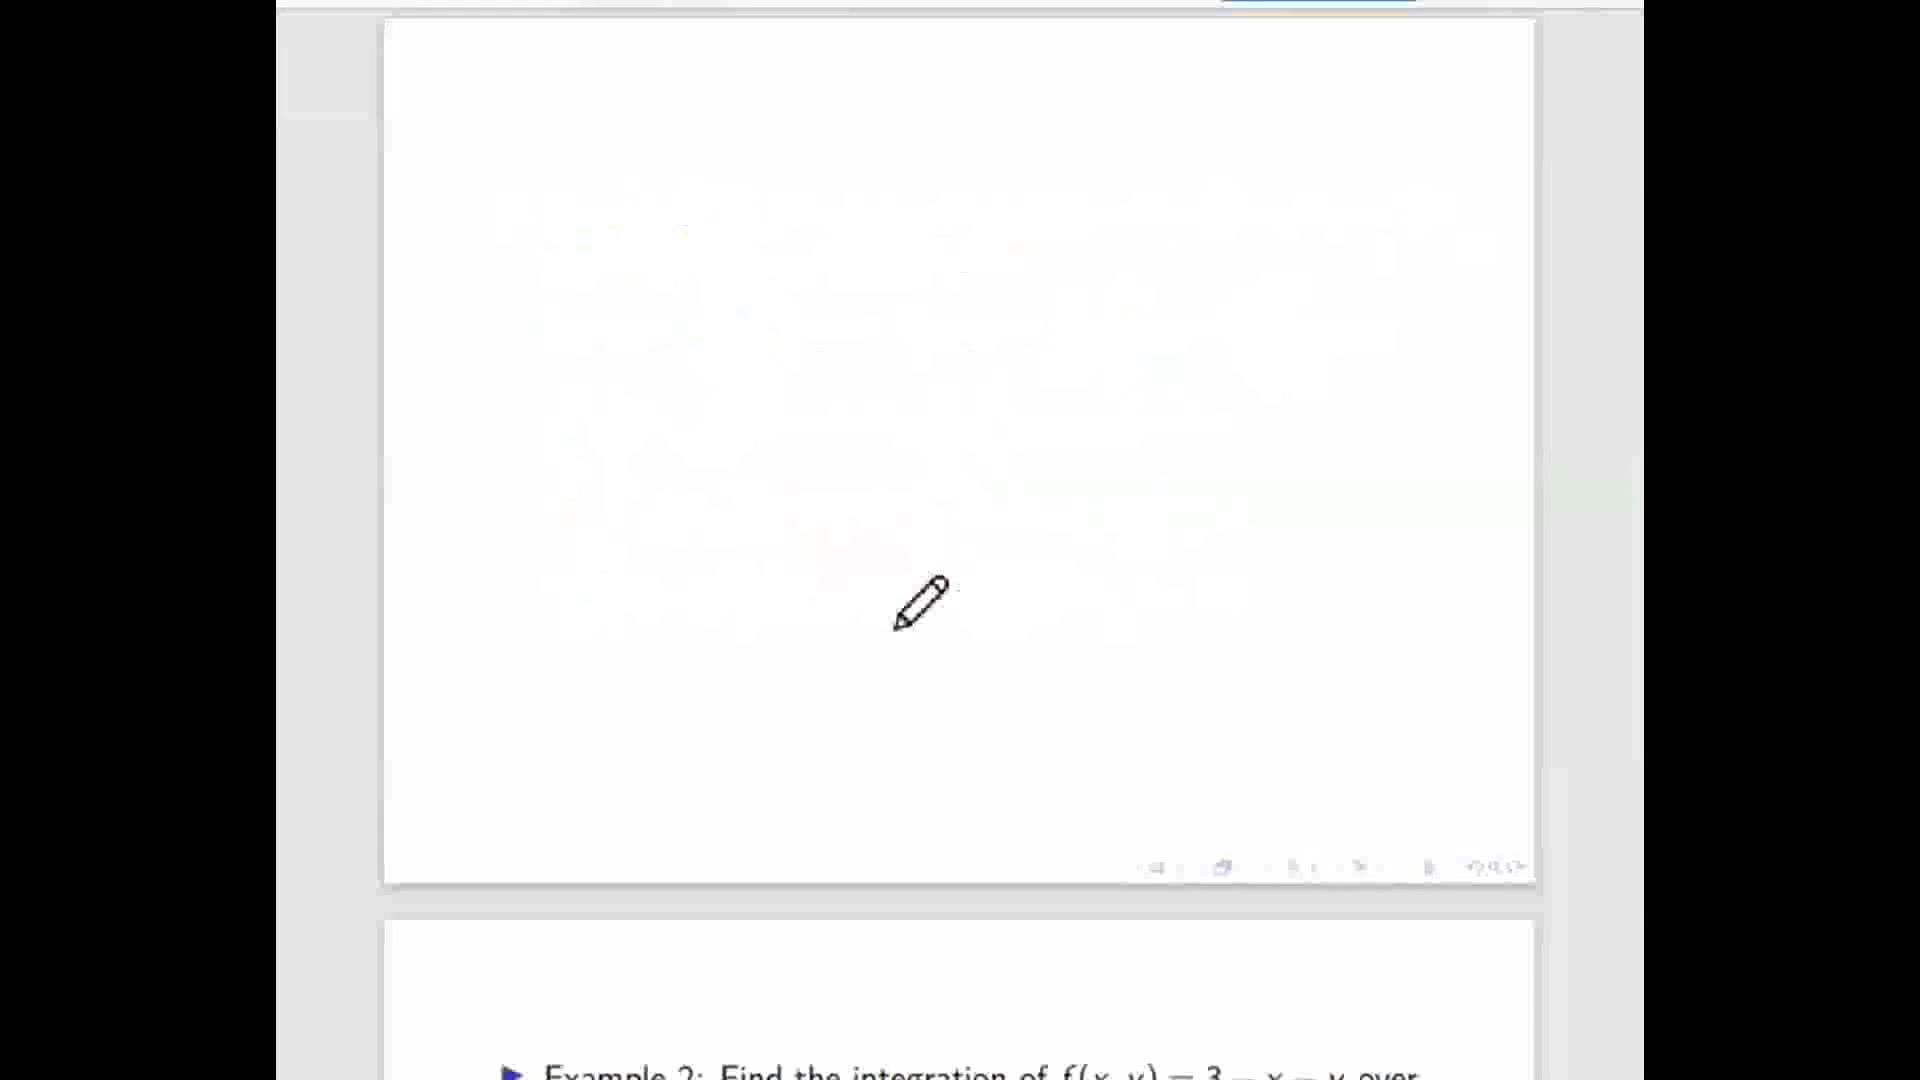 Example 2: Find the integration of f(x, y) = 3 − x − y over